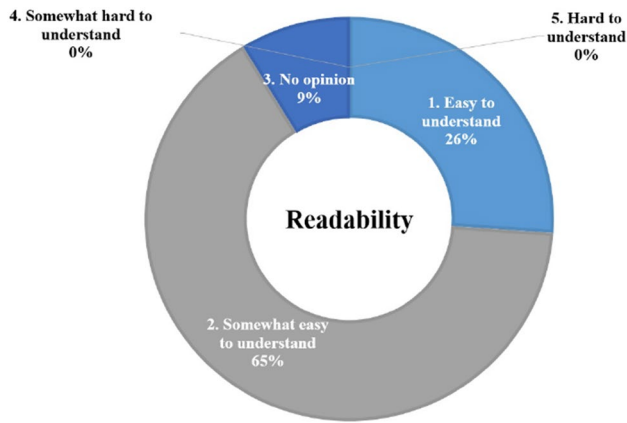 4. Somewhat hard to
understand
0%
5. Hard to
understand
0%
3. No opinion
9%
1. Easy to
understand
26%
Readability
2. Somewhat easy
to understand
65%